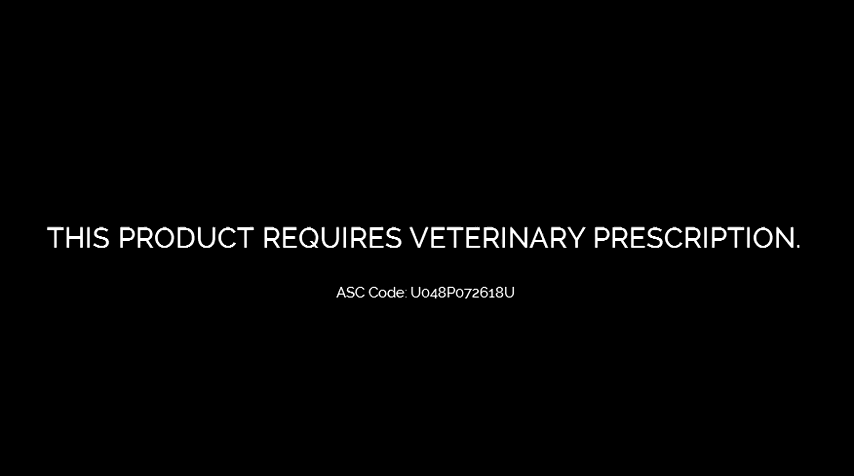 THIS PRODUCT REQUIRES VETERINARY PRESCRIPTION.
ASC Code: U048P072618U